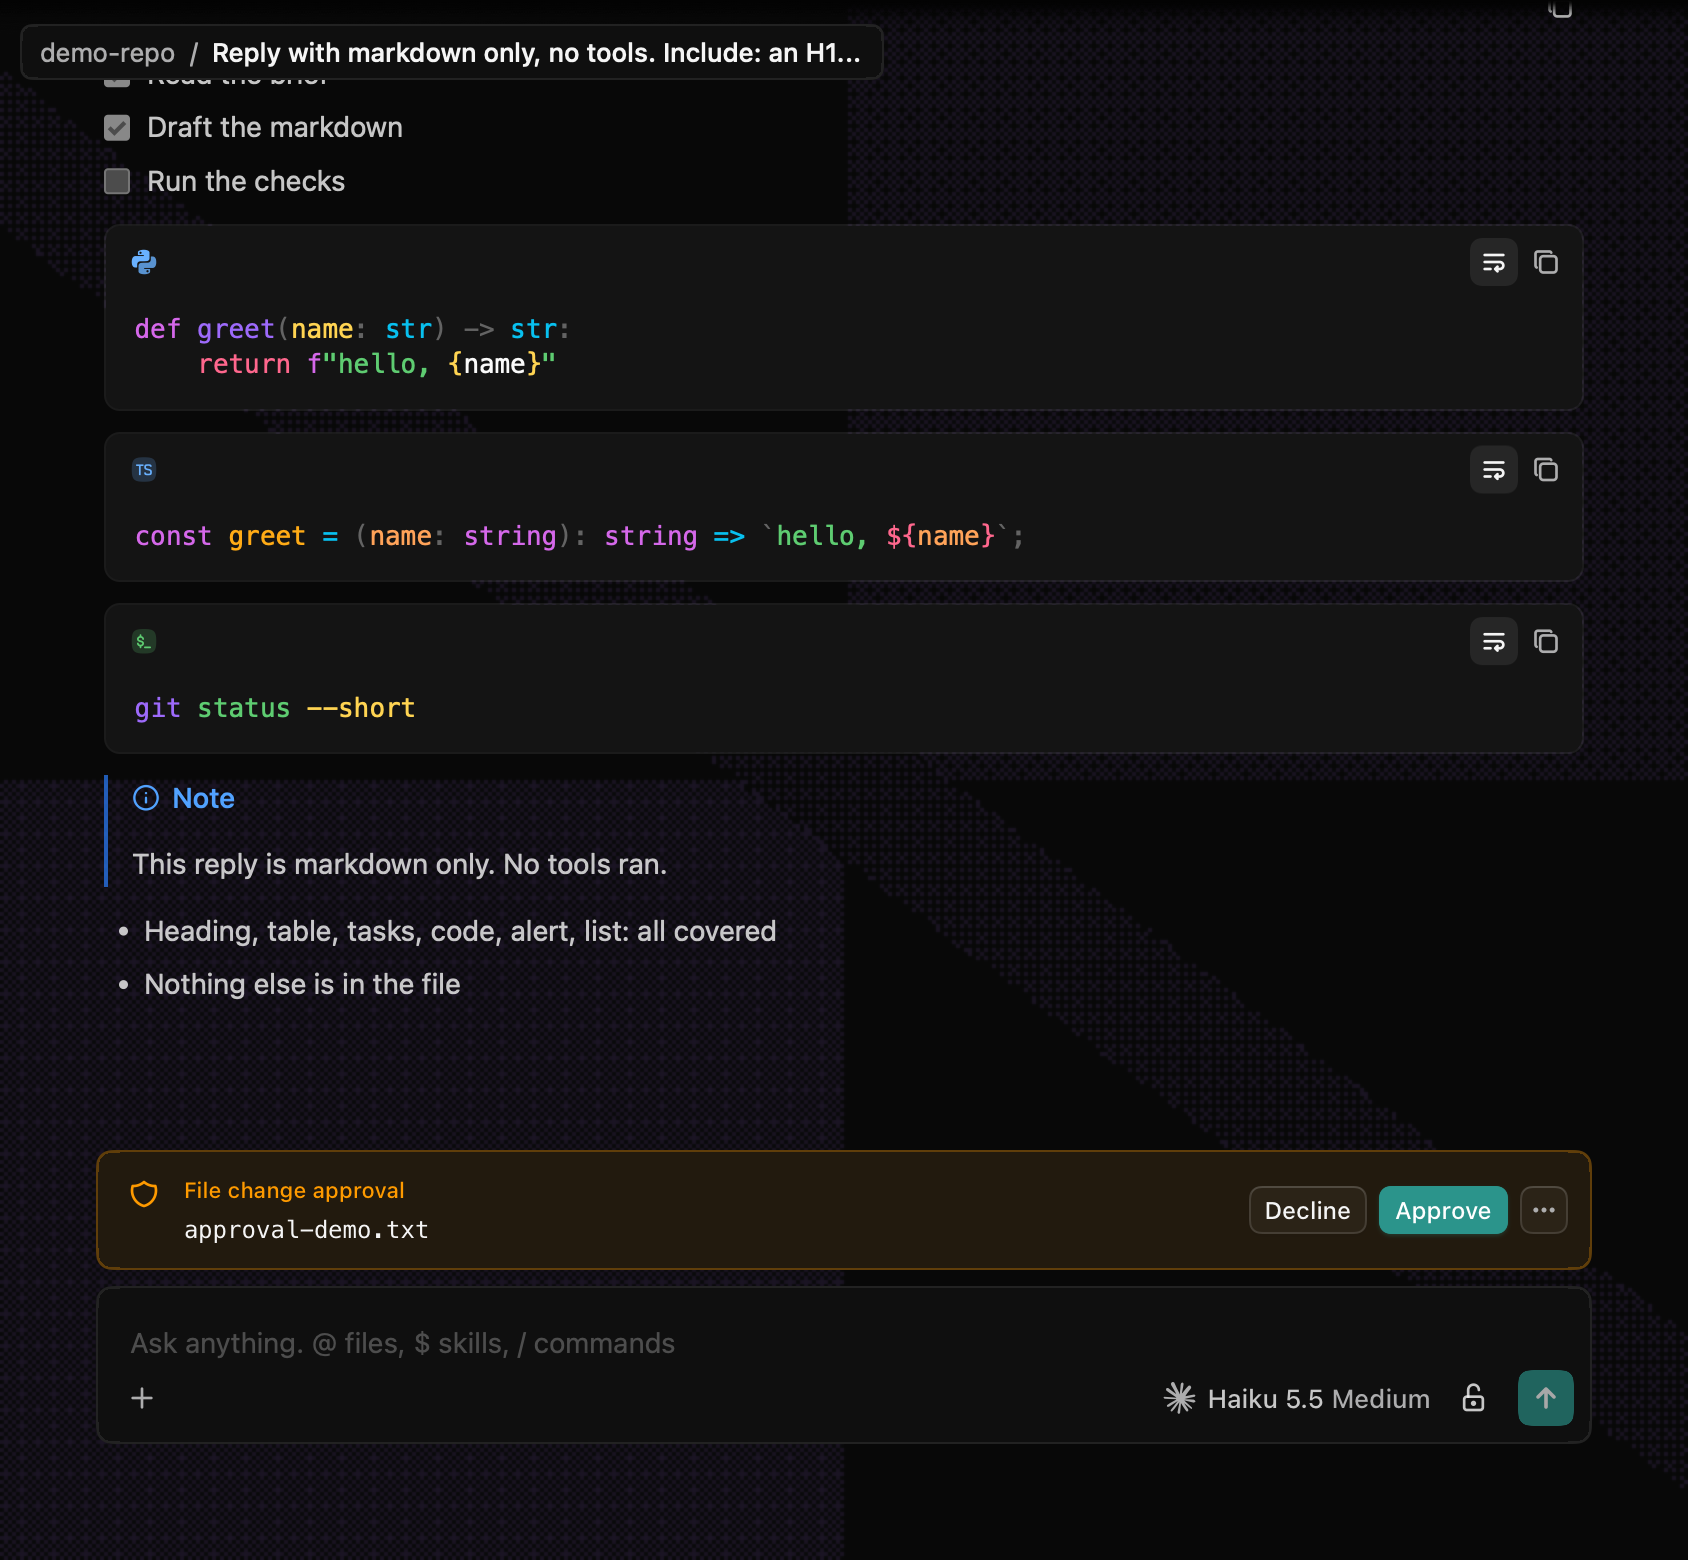 demo-repo / Reply with markdown only, no tools. Include: an H1...
Read the brief
Draft the markdown
Run the checks
def greet(name: str) -> str:
    return f"hello, {name}"
TS
const greet = (name: string): string => `hello, ${name}`;
$_
git status --short
Note
This reply is markdown only. No tools ran.
• Heading, table, tasks, code, alert, list: all covered
• Nothing else is in the file
File change approval
approval-demo.txt
Decline
Approve
Ask anything. @ files, $ skills, / commands
Haiku 5.5 Medium